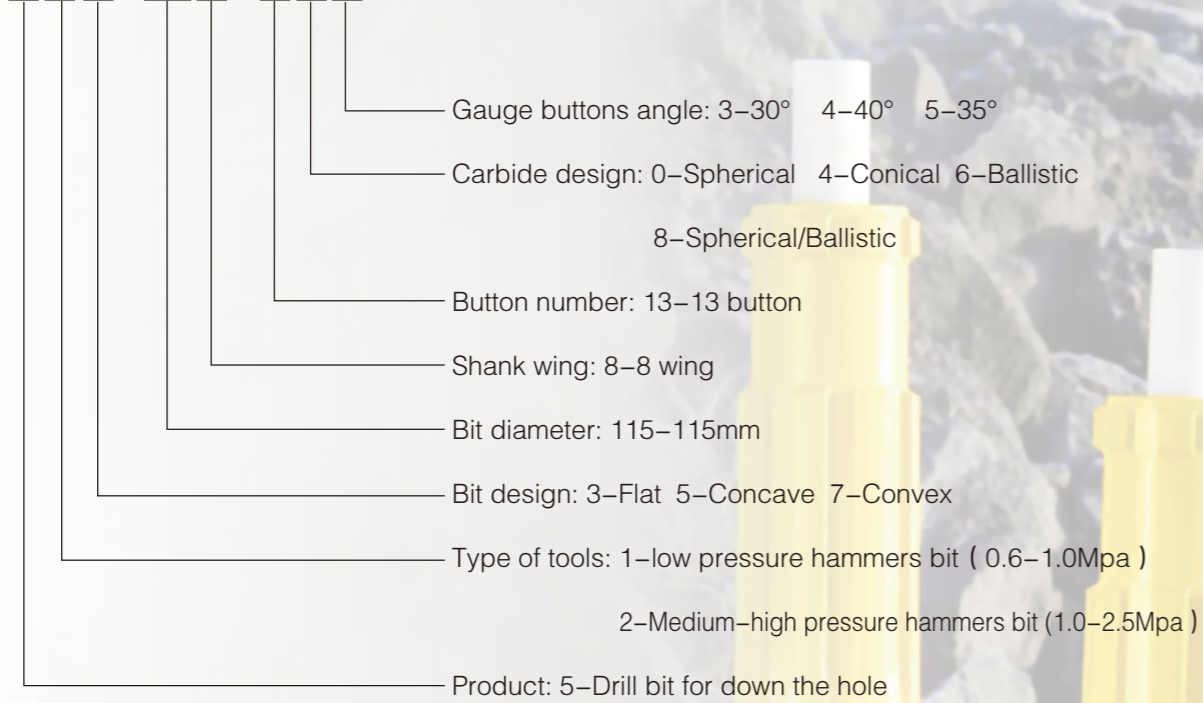 Gauge buttons angle: 3–30° 4–40° 5–35°
Carbide design: 0–Spherical 4–Conical 6–Ballistic
8–Spherical/Ballistic
Button number: 13–13 button
Shank wing: 8–8 wing
Bit diameter: 115–115mm
Bit design: 3–Flat 5–Concave 7–Convex
Type of tools: 1–low pressure hammers bit ( 0.6–1.0Mpa )
2–Medium–high pressure hammers bit (1.0–2.5Mpa )
Product: 5–Drill bit for down the hole